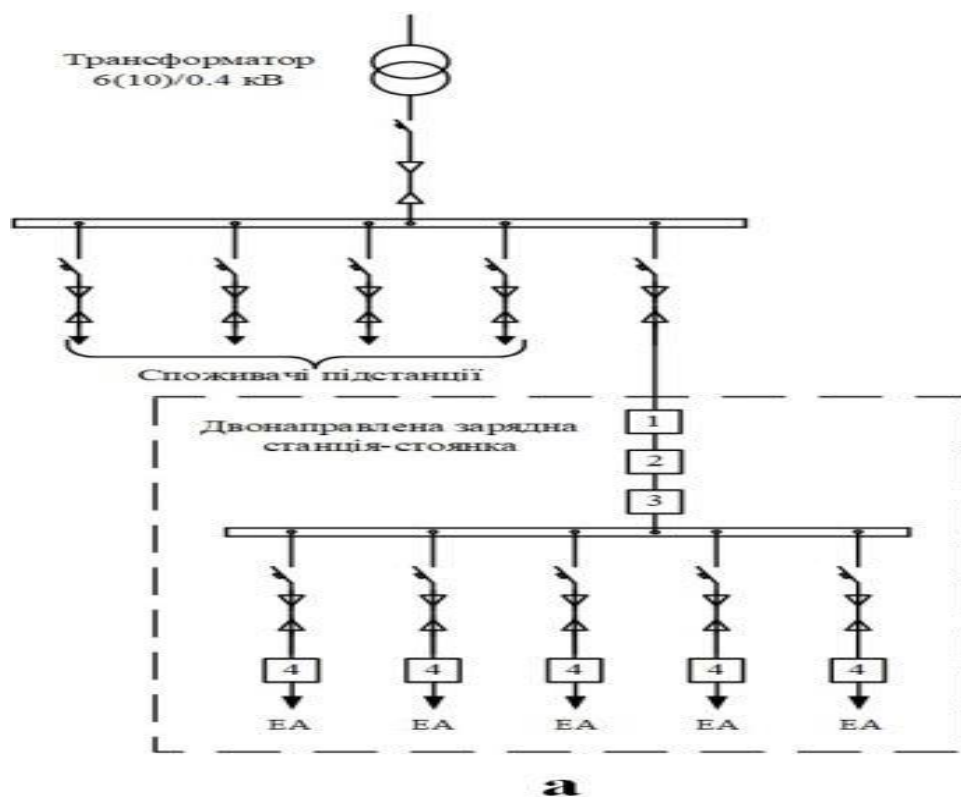 Трансформатор
6(10)/0.4 кВ
Споживачі підстанції
Двонаправлена зарядна
станція-стоянка
1
2
3
4 4 4 4 4
ЕА ЕА ЕА ЕА ЕА
а